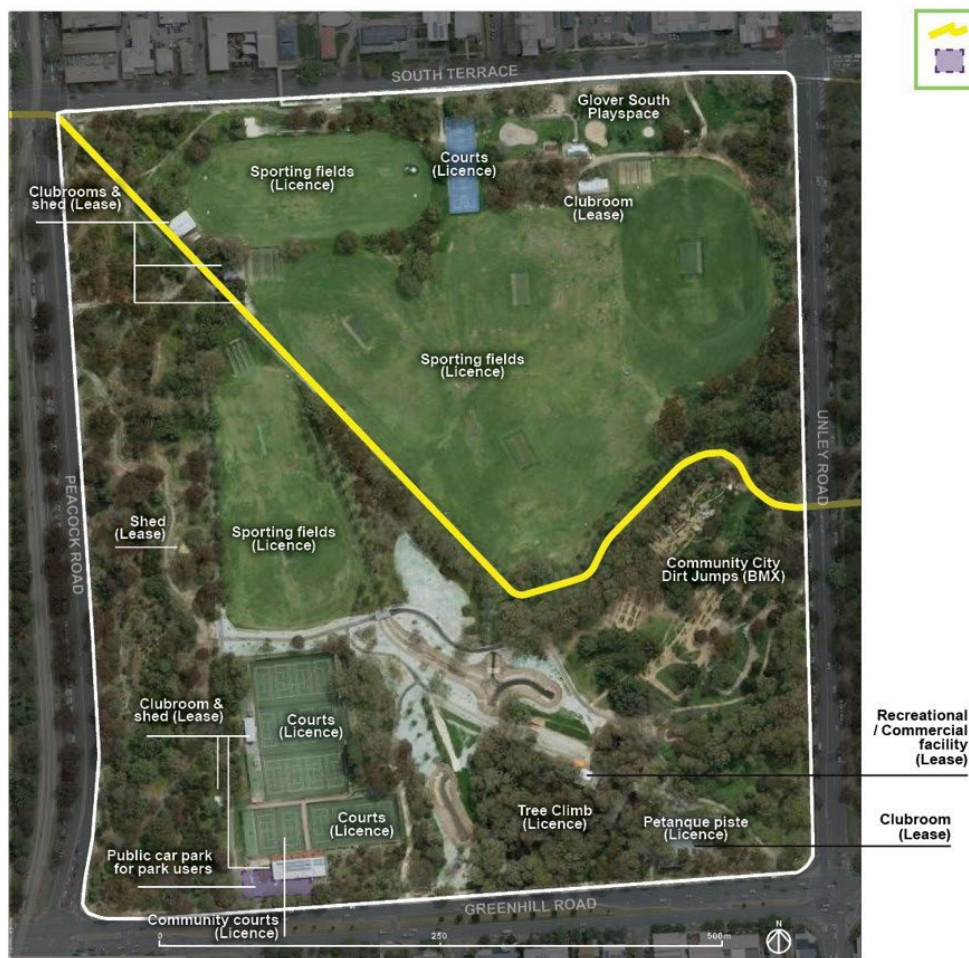 SOUTH TERRACE
Glover South
Playspace
Sporting fields
(Licence)
Courts
(Licence)
Clubrooms &
shed (Lease)
Clubroom
(Lease)
Sporting fields
(Licence)
UNLEY ROAD
PEACOCK ROAD
Shed
(Lease)
Sporting fields
(Licence)
Community City
Dirt Jumps (BMX)
Clubroom &
shed (Lease)
Courts
(Licence)
Recreational
/ Commercial
facility
(Lease)
Courts
(Licence)
Tree Climb
(Licence)
Petanque piste
(Licence)
Clubroom
(Lease)
Public car park
for park users
GREENHILL ROAD
Community courts
(Licence)
0
250
500m
N